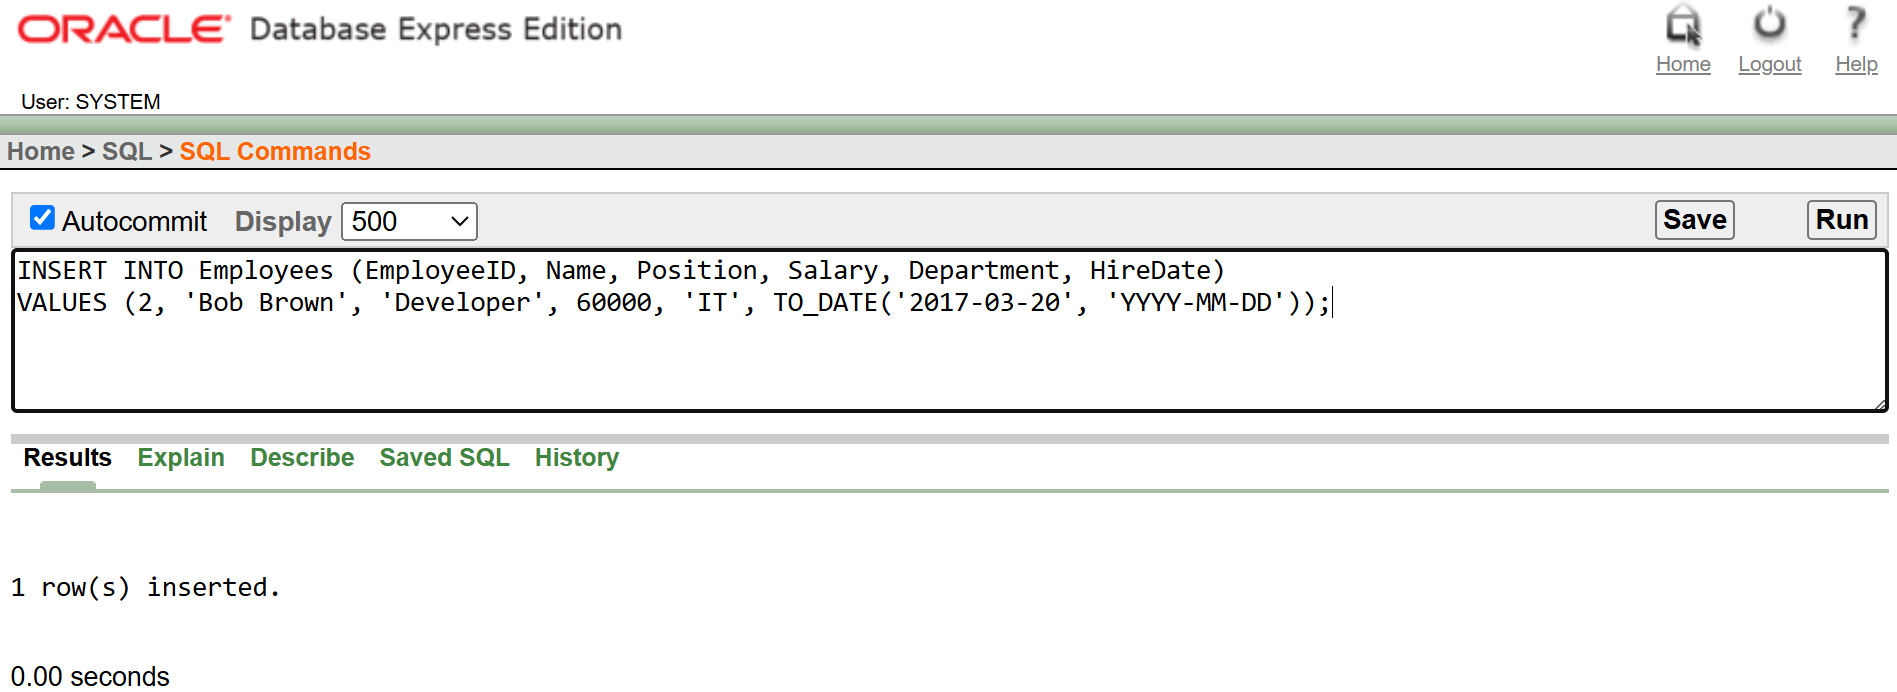 ORACLE® Database Express Edition
Home Logout Help
User: SYSTEM
Home > SQL > SQL Commands
Autocommit Display 500 Save Run
INSERT INTO Employees (EmployeeID, Name, Position, Salary, Department, HireDate)
VALUES (2, 'Bob Brown', 'Developer', 60000, 'IT', TO_DATE('2017-03-20', 'YYYY-MM-DD'));
Results Explain Describe Saved SQL History
1 row(s) inserted.
0.00 seconds